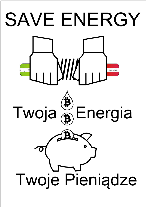 SAVE ENERGY
Twoja Energia
Twoje Pieniądze